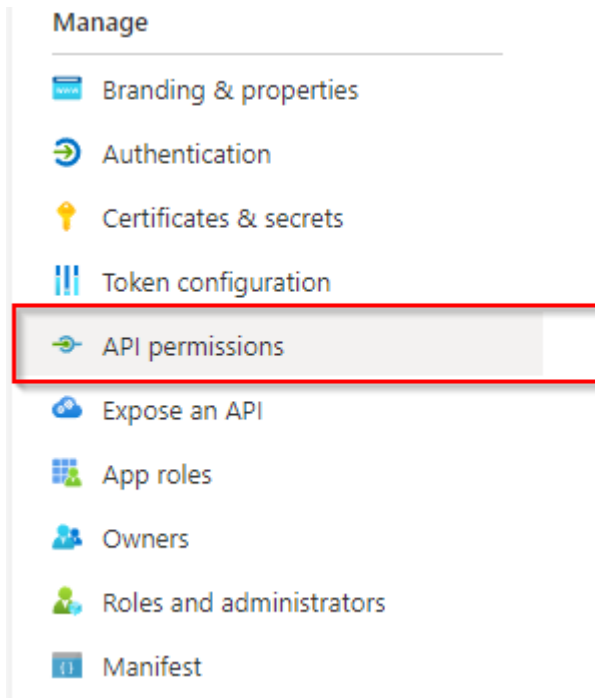 Manage
Branding & properties
Authentication
Certificates & secrets
Token configuration
API permissions
Expose an API
App roles
Owners
Roles and administrators
Manifest